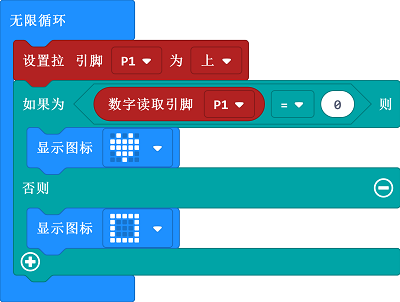 无限循环
设置拉 引脚 P1 为 上
如果为 数字读取引脚 P1 = 0 则
显示图标
否则
显示图标